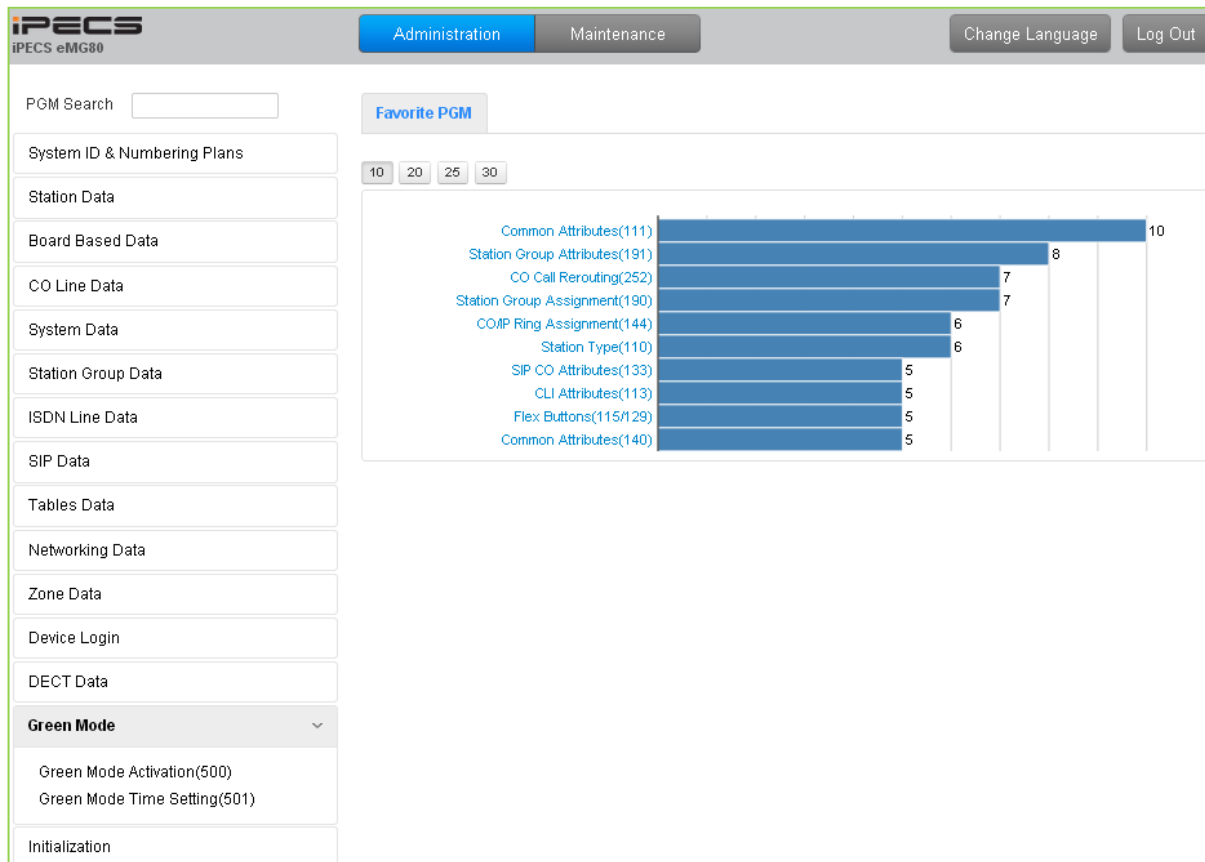 iPECS
iPECS eMG80
Administration
Maintenance
Change Language
Log Out
PGM Search
System ID & Numbering Plans
Station Data
Board Based Data
CO Line Data
System Data
Station Group Data
ISDN Line Data
SIP Data
Tables Data
Networking Data
Zone Data
Device Login
DECT Data
Green Mode
Green Mode Activation(500)
Green Mode Time Setting(501)
Initialization
Favorite PGM
10 20 25 30
Common Attributes(111) 10
Station Group Attributes(191) 8
CO Call Rerouting(252) 7
Station Group Assignment(190) 7
CO/IP Ring Assignment(144) 6
Station Type(110) 6
SIP CO Attributes(133) 5
CLI Attributes(113) 5
Flex Buttons(115/129) 5
Common Attributes(140) 5